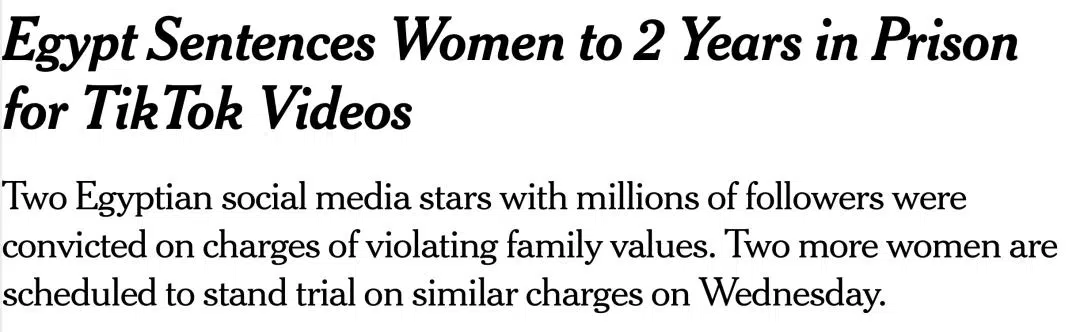 Egypt Sentences Women to 2 Years in Prison
for TikTok Videos
Two Egyptian social media stars with millions of followers were
convicted on charges of violating family values. Two more women are
scheduled to stand trial on similar charges on Wednesday.